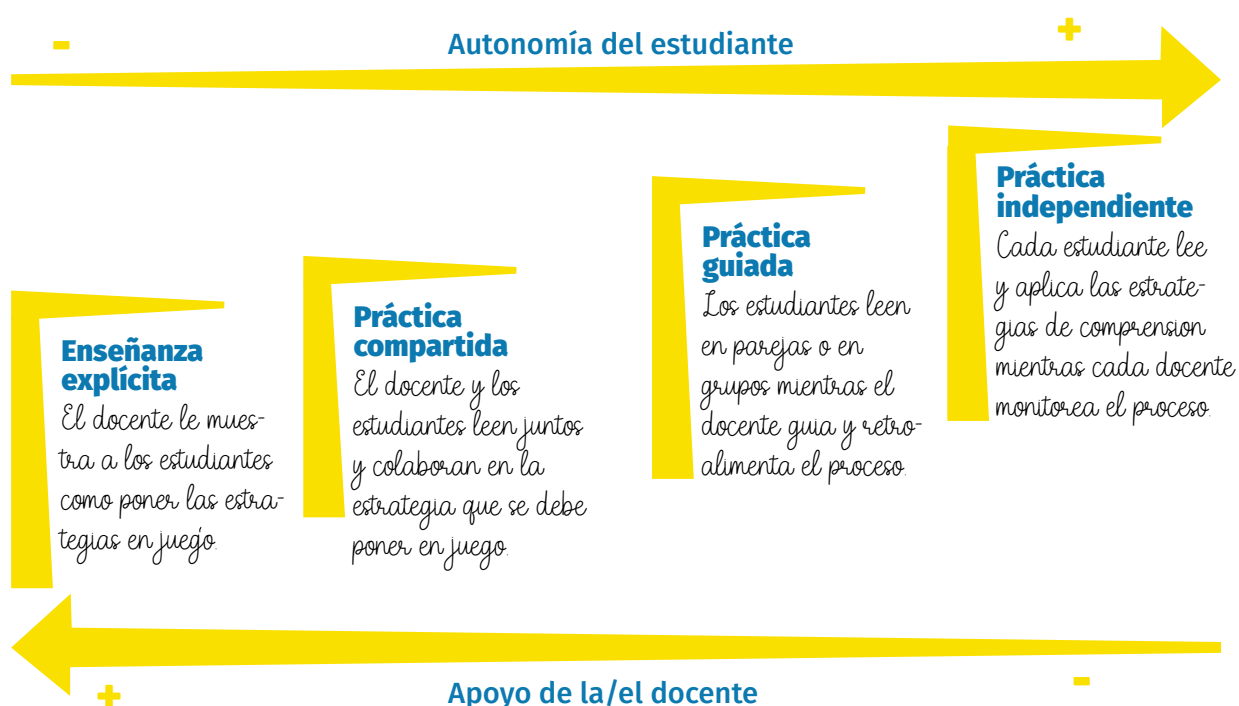 -
+
Autonomía del estudiante
Enseñanza
explícita
El docente le mues-
tra a los estudiantes
como poner las estra-
tegias en juego.
Práctica
compartida
El docente y los
estudiantes leen juntos
y colaboran en la
estrategia que se debe
poner en juego.
Práctica
guiada
Los estudiantes leen
en parejas o en
grupos mientras el
docente guia y retro-
alimenta el proceso.
Práctica
independiente
Cada estudiante lee
y aplica las estrate-
gias de comprension
mientras cada docente
monitorea el proceso.
+
-
Apoyo de la/el docente